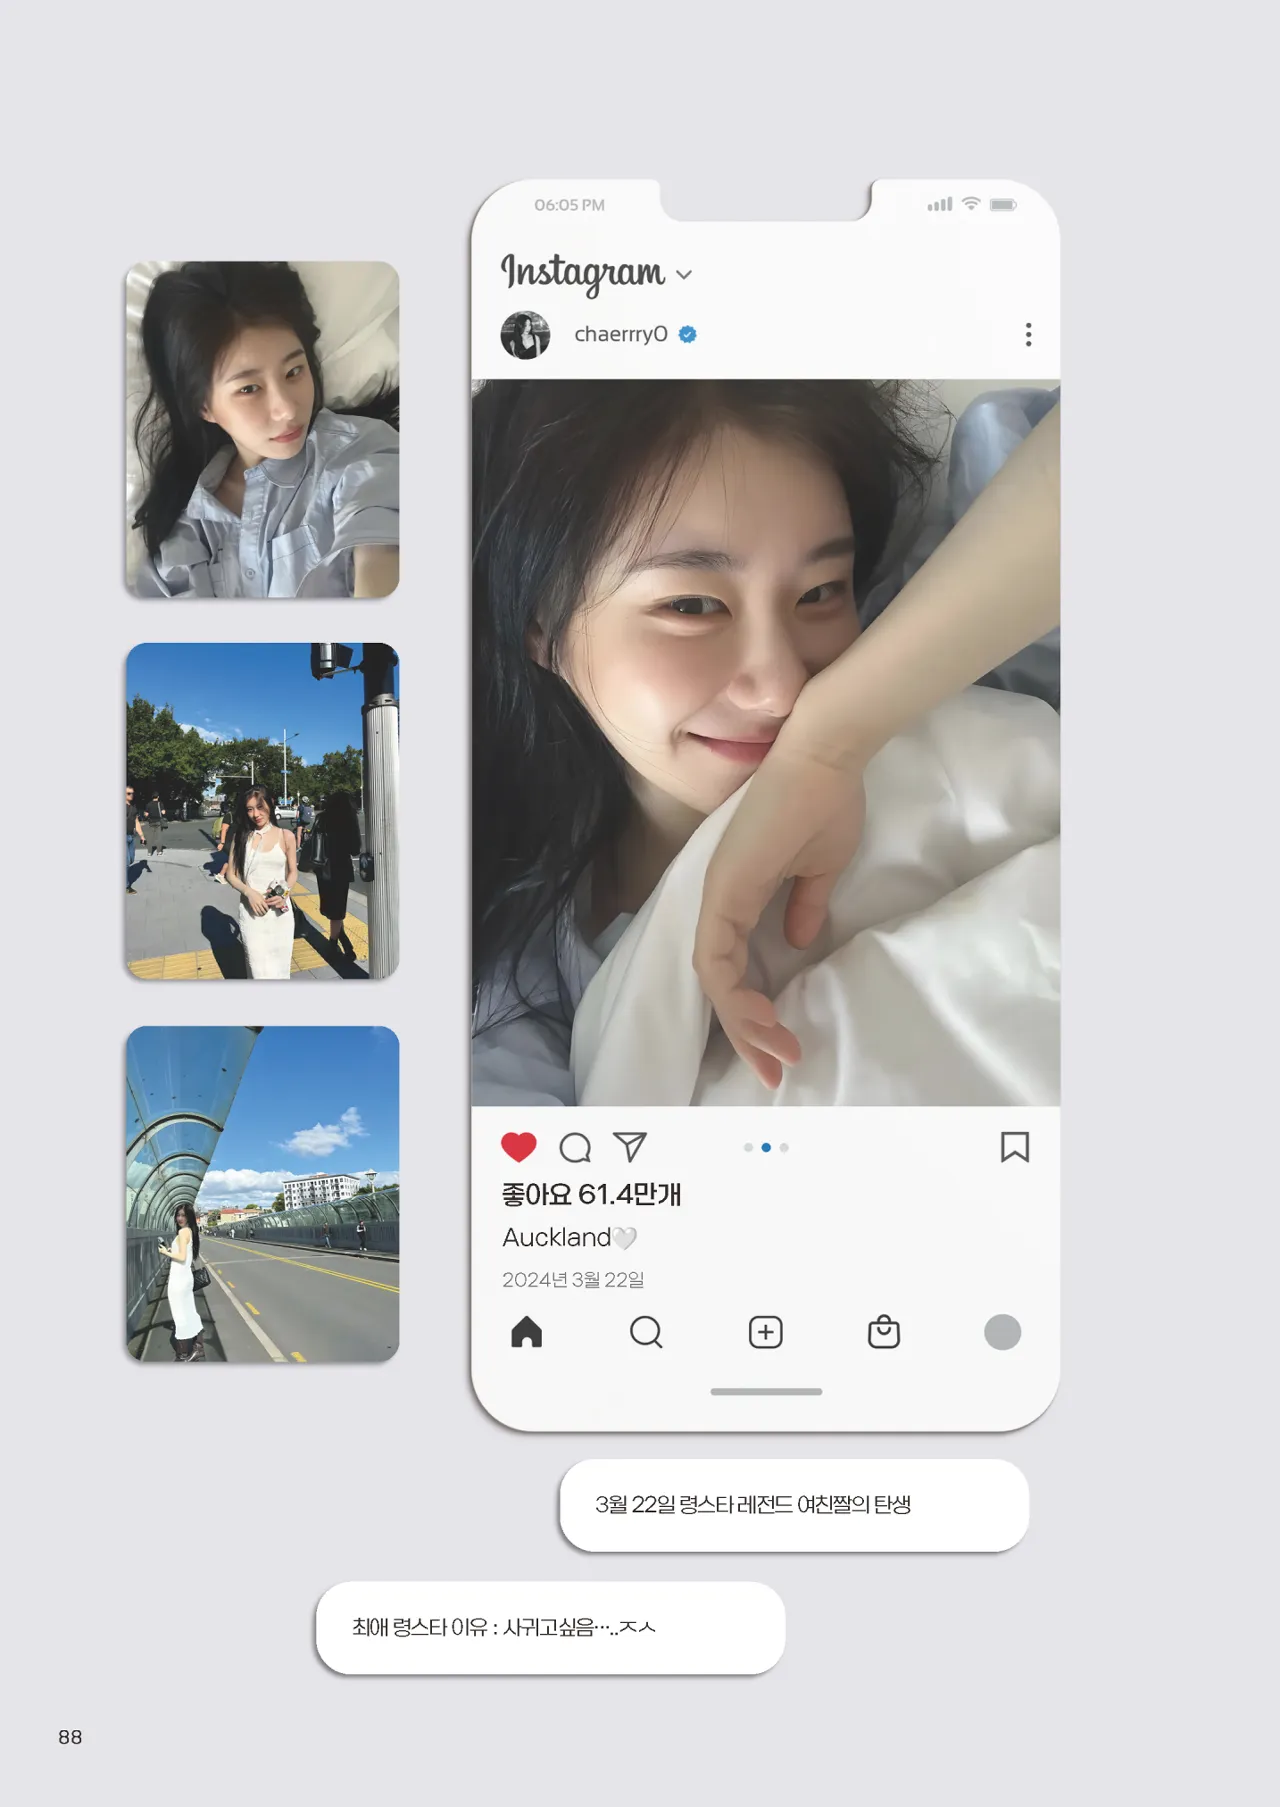 06:05 PM
Instagram
chaerrry0
좋아요 61.4만개
Auckland🤍
2024년 3월 22일
3월 22일 령스타 레전드 여친짤의 탄생
최애 령스타 이유 : 사귀고싶음…..ㅈㅅ
88